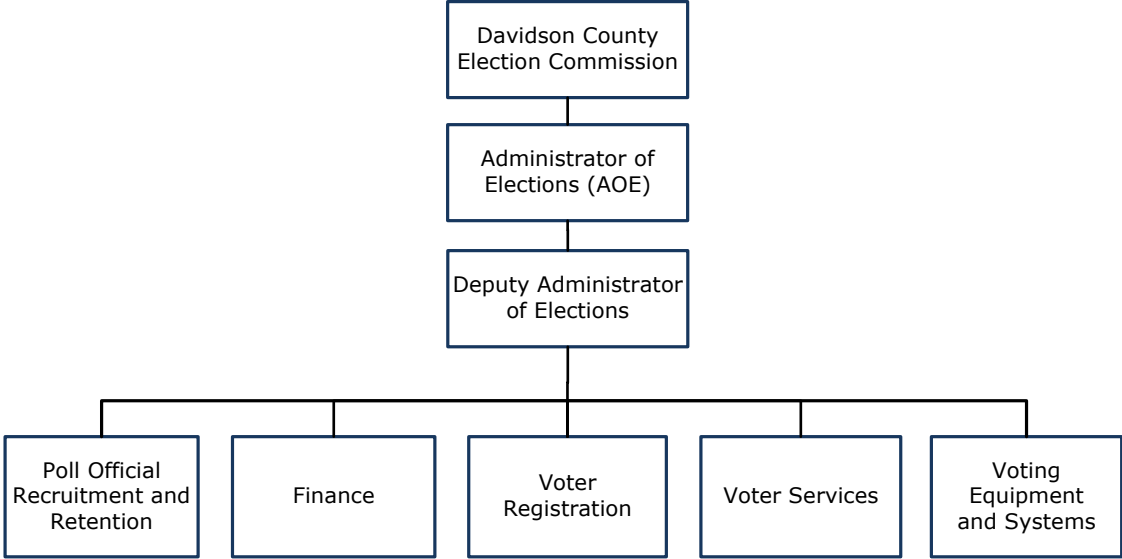 Davidson County
Election Commission
Administrator of
Elections (AOE)
Deputy Administrator
of Elections
Poll Official
Recruitment and
Retention
Finance
Voter
Registration
Voter Services
Voting
Equipment
and Systems